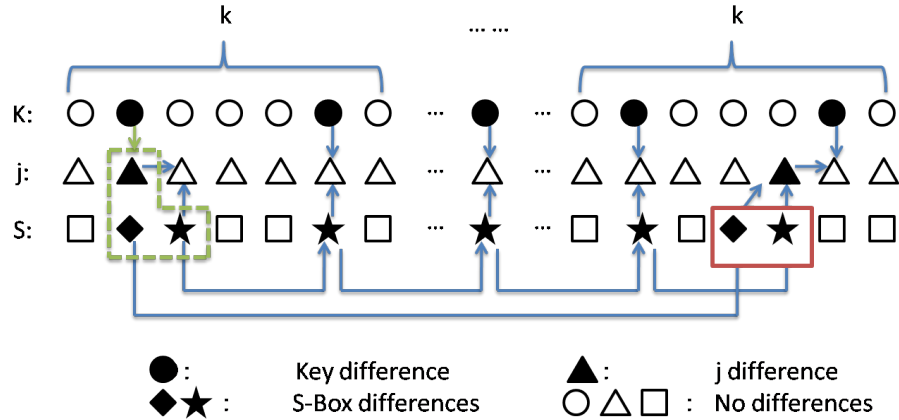 k ... ... k
K: ... ...
j: ... ...
S: ... ...
: Key difference : j difference
: S-Box differences : No differences